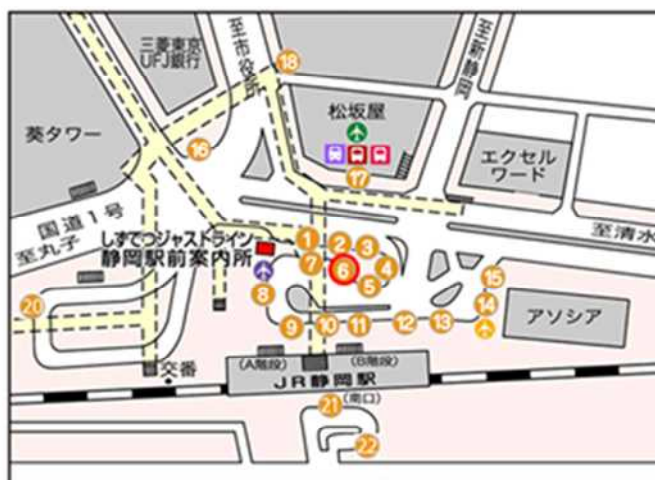 三菱東京
UFJ銀行
至市役所
18
至新静岡
松坂屋
葵タワー
16
17
エクセル
ワード
国道1号
至丸子
至清水
しずてつジャストライン
静岡駅前案内所
1
2
3
7
6
4
5
8
15
14
20
9
10
11
12
13
アソシア
交番
(A階段)
(B階段)
JR静岡駅
21
(南口)
22